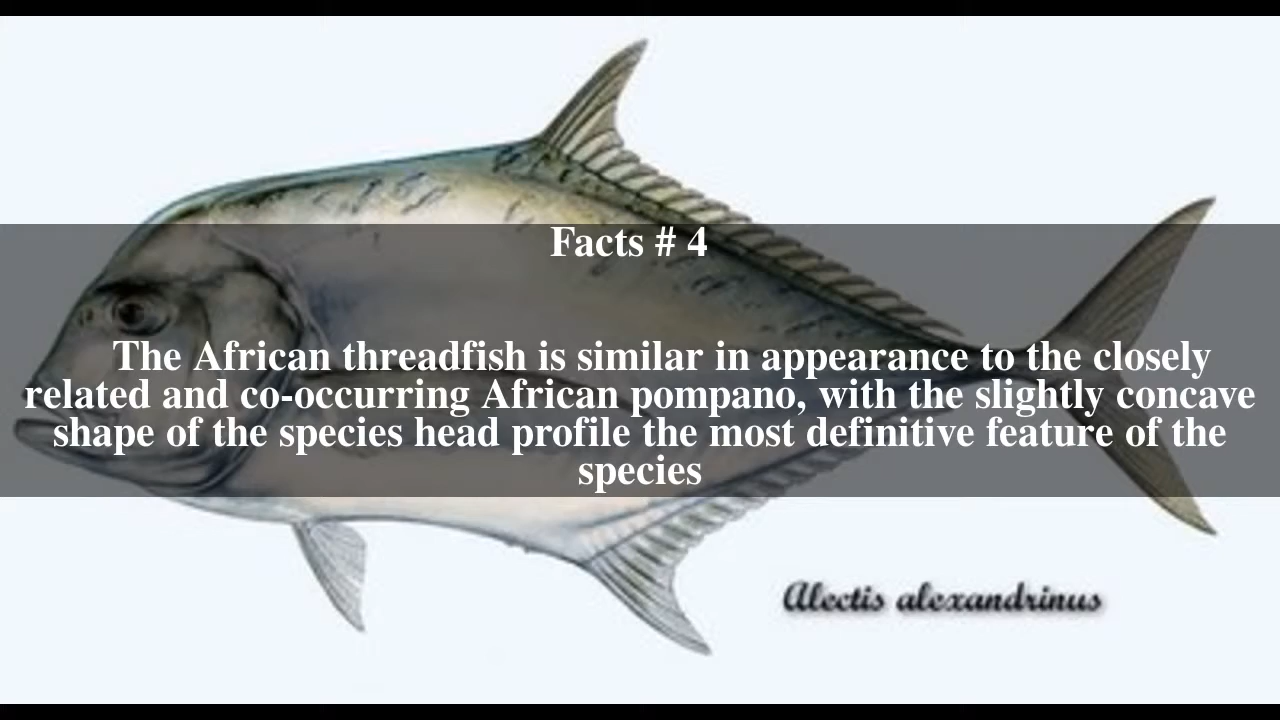 Facts # 4
The African threadfish is similar in appearance to the closely
related and co-occurring African pompano, with the slightly concave
shape of the species head profile the most definitive feature of the
species
Alectis alexandrinus